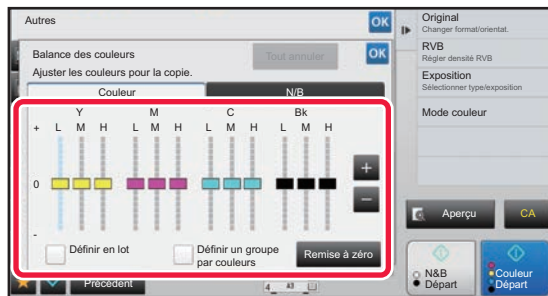 Autres
OK
Balance des couleurs
Tout annuler
OK
Ajuster les couleurs pour la copie.
Couleur
N/B
Y M C Bk
+ L M H L M H L M H L M H
+
0
−
-
Définir en lot
Définir un groupe
par couleurs
Remise à zéro
Précédent
4 A3
Original
Changer format/orientat.
RVB
Régler densité RVB
Exposition
Sélectionner type/exposition
Mode couleur
Aperçu
CA
N&B
Départ
Couleur
Départ